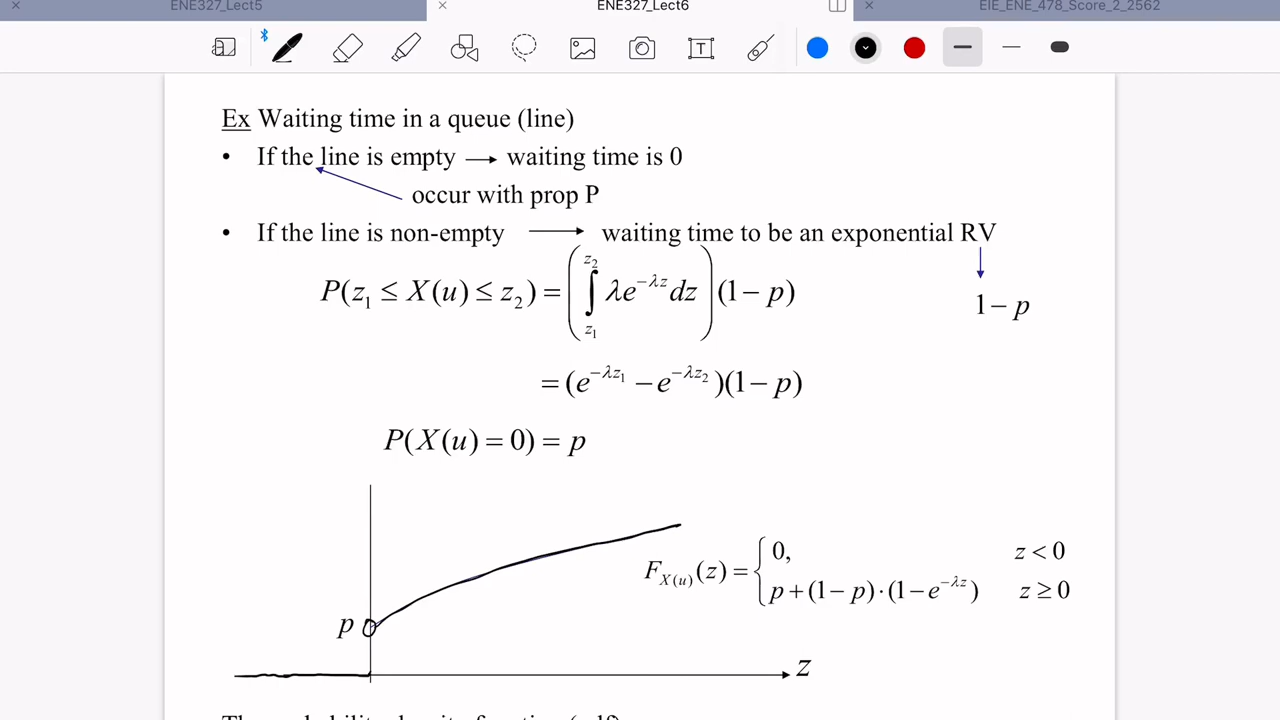 ENE327_Lect5
ENE327_Lect6
EIE_ENE_478_Score_2_2562
T
Ex Waiting time in a queue (line)
• If the line is empty → waiting time is 0
occur with prop P
• If the line is non-empty → waiting time to be an exponential RV
P(z₁ ≤ X(u) ≤ z₂) = (∫_{z₁}^{z₂} λe^{−λz} dz)(1 − p)
1 − p
= (e^{−λz₁} − e^{−λz₂})(1 − p)
P(X(u) = 0) = p
F_{X(u)}(z) = { 0, z < 0
p + (1 − p)·(1 − e^{−λz}) z ≥ 0
p
z